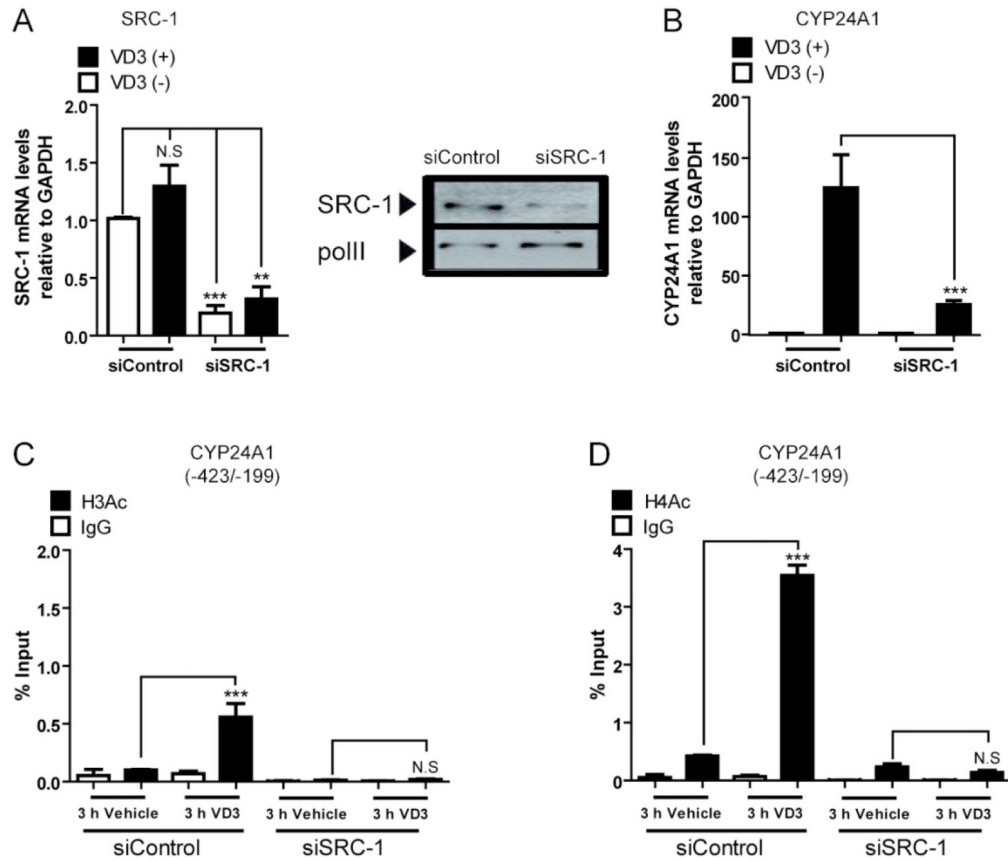 A
SRC-1
VD3 (+)
VD3 (-)
SRC-1 mRNA levels
relative to GAPDH
2.0
1.5
1.0
0.5
0.0
N.S
***
**
siControl
siSRC-1
siControl
siSRC-1
SRC-1
polII
B
CYP24A1
VD3 (+)
VD3 (-)
CYP24A1 mRNA levels
relative to GAPDH
200
150
100
50
0
***
siControl
siSRC-1
C
CYP24A1
(-423/-199)
H3Ac
IgG
% Input
2.0
1.5
1.0
0.5
0.0
***
N.S
3 h Vehicle
3 h VD3
3 h Vehicle
3 h VD3
siControl
siSRC-1
D
CYP24A1
(-423/-199)
H4Ac
IgG
% Input
4
3
2
1
0
***
N.S
3 h Vehicle
3 h VD3
3 h Vehicle
3 h VD3
siControl
siSRC-1